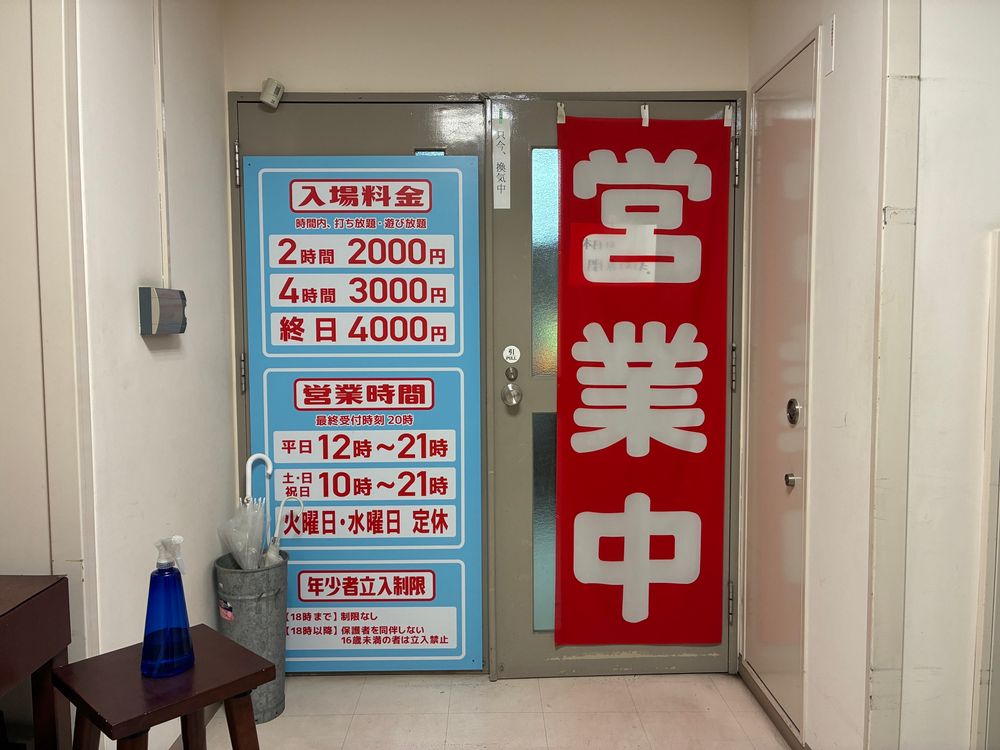 入場料金
時間内、打ち放題・遊び放題
2時間 2000円
4時間 3000円
終日 4000円
営業時間
最終受付時刻 20時
平日 12時～21時
土・日
祝日 10時～21時
火曜日・水曜日 定休
年少者立入制限
【18時まで】制限なし
【18時以降】保護者を同伴しない
16歳未満の者は立入禁止
只今、換気中
引
PULL
営業中